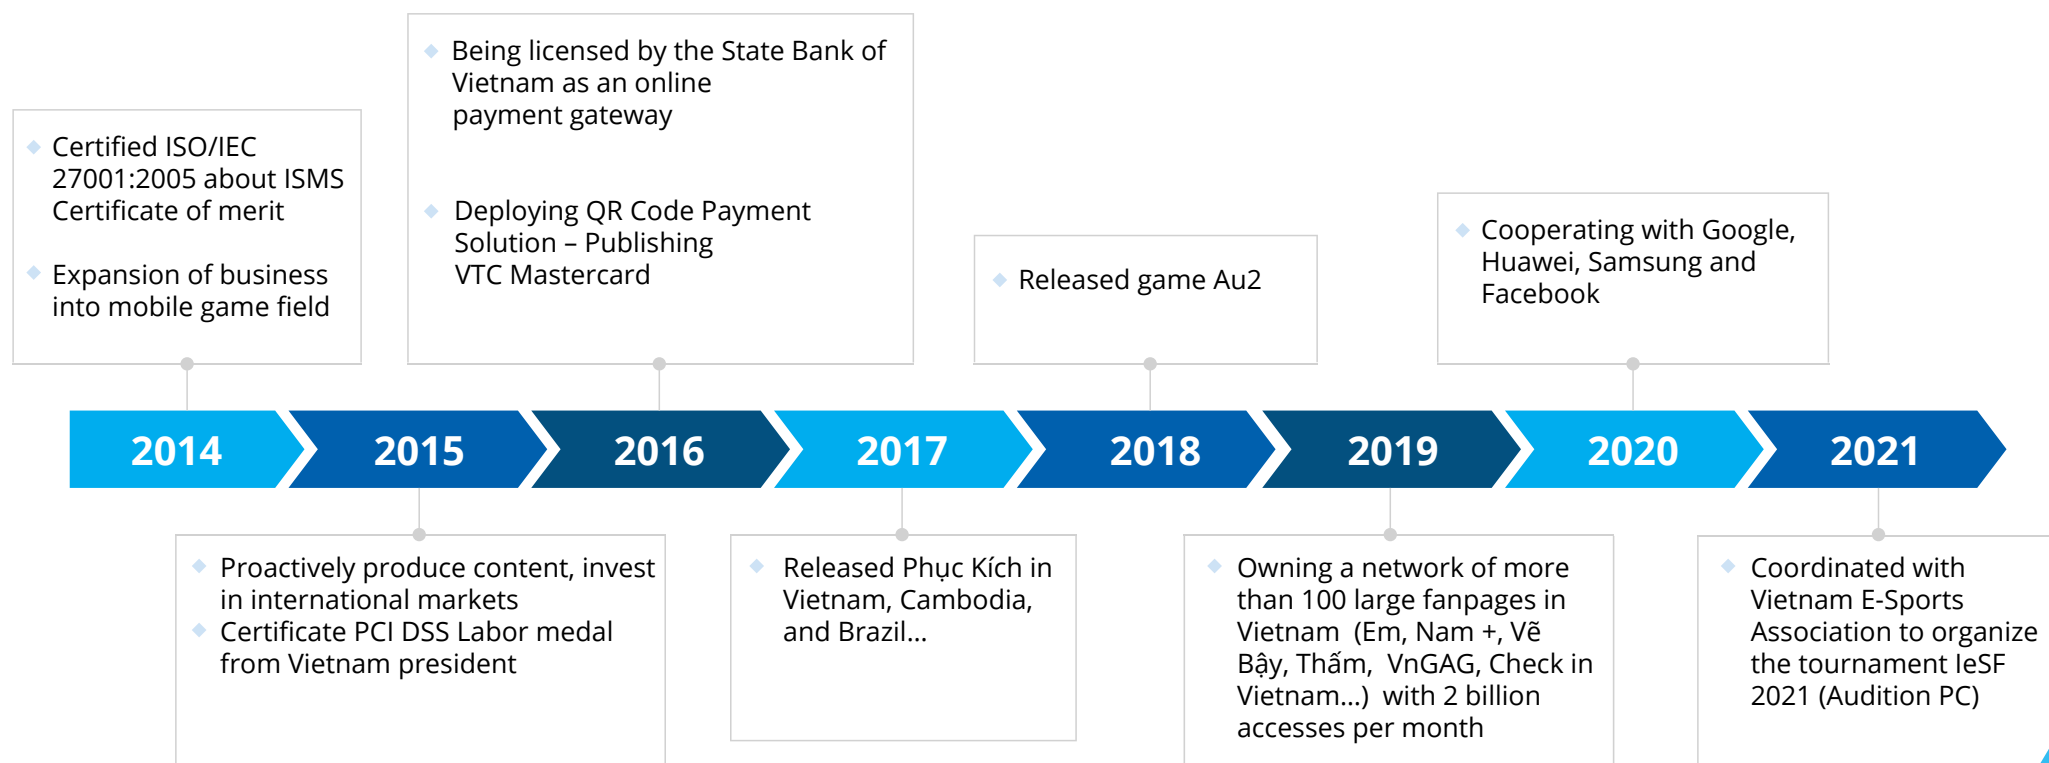 Being licensed by the State Bank of
Vietnam as an online
payment gateway
Deploying QR Code Payment
Solution – Publishing
VTC Mastercard
Certified ISO/IEC
27001:2005 about ISMS
Certificate of merit
Expansion of business
into mobile game field
Released game Au2
Cooperating with Google,
Huawei, Samsung and
Facebook
2014
2015
2016
2017
2018
2019
2020
2021
Proactively produce content, invest
in international markets
Certificate PCI DSS Labor medal
from Vietnam president
Released Phục Kích in
Vietnam, Cambodia,
and Brazil...
Owning a network of more
than 100 large fanpages in
Vietnam (Em, Nam +, Vẽ
Bậy, Thấm, VnGAG, Check in
Vietnam...) with 2 billion
accesses per month
Coordinated with
Vietnam E-Sports
Association to organize
the tournament IeSF
2021 (Audition PC)